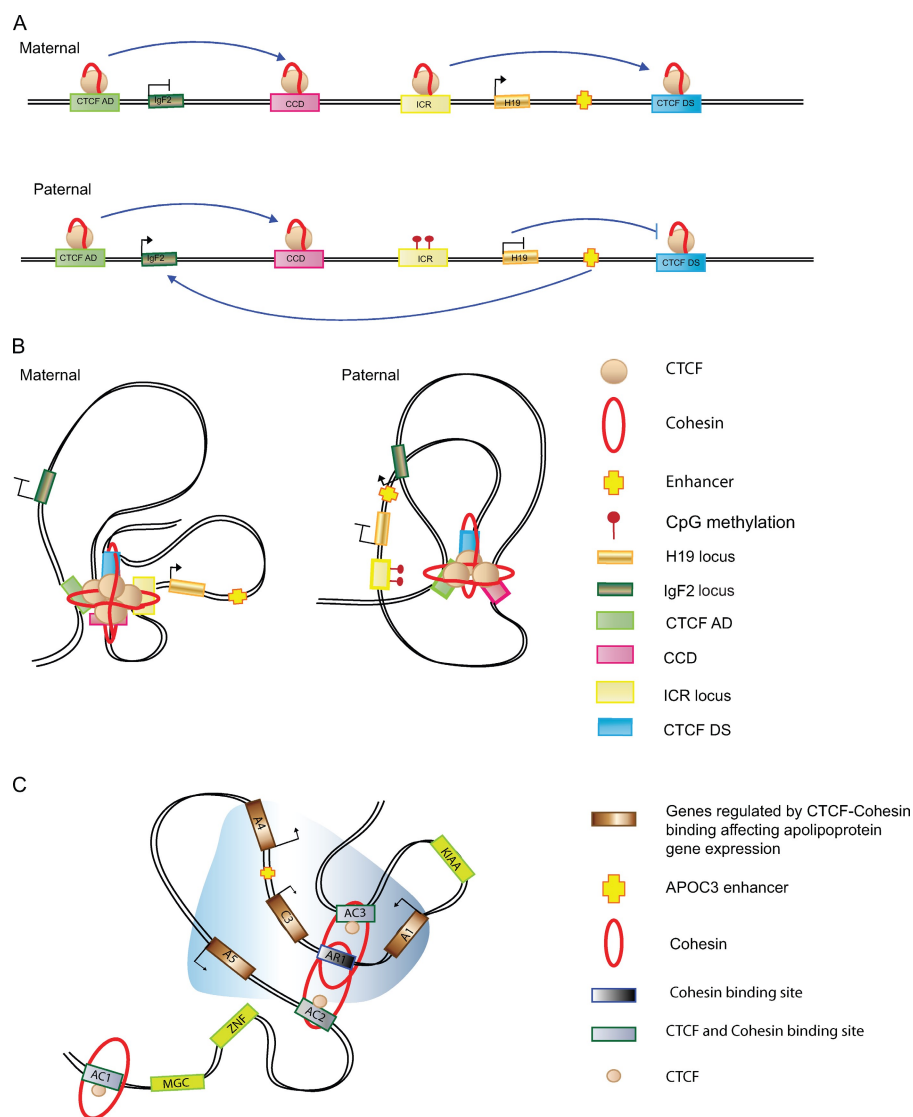 A
Maternal
CTCF AD
IgF2
CCD
ICR
H19
CTCF DS
Paternal
CTCF AD
IgF2
CCD
ICR
H19
CTCF DS
B
Maternal
Paternal
CTCF
Cohesin
Enhancer
CpG methylation
H19 locus
IgF2 locus
CTCF AD
CCD
ICR locus
CTCF DS
C
A4
C3
A5
AR1
AC3
A1
KIAA
AC2
ZNF
MGC
AC1
Genes regulated by CTCF-Cohesin
binding affecting apolipoprotein
gene expression
APOC3 enhancer
Cohesin
Cohesin binding site
CTCF and Cohesin binding site
CTCF